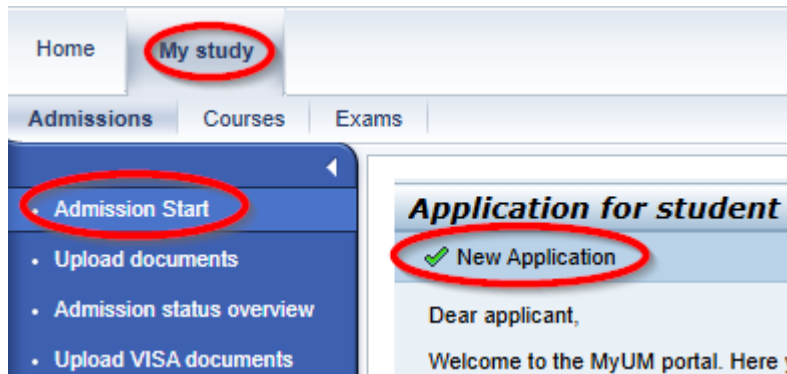 Home My study
Admissions Courses Exams
• Admission Start
• Upload documents
• Admission status overview
• Upload VISA documents
Application for student
New Application
Dear applicant,
Welcome to the MyUM portal. Here